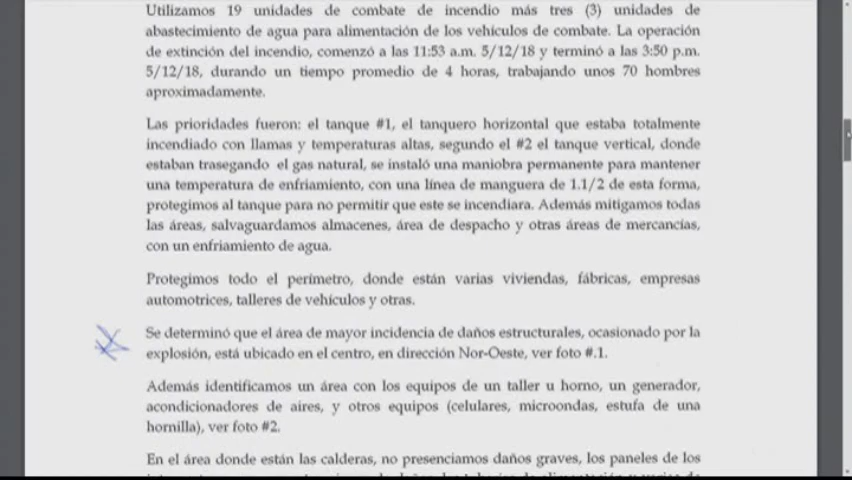 Utilizamos 19 unidades de combate de incendio más tres (3) unidades de
abastecimiento de agua para alimentación de los vehículos de combate. La operación
de extinción del incendio, comenzó a las 11:53 a.m. 5/12/18 y terminó a las 3:50 p.m.
5/12/18, durando un tiempo promedio de 4 horas, trabajando unos 70 hombres
aproximadamente.
Las prioridades fueron: el tanque #1, el tanquero horizontal que estaba totalmente
incendiado con llamas y temperaturas altas, segundo el #2 el tanque vertical, donde
estaban trasegando el gas natural, se instaló una maniobra permanente para mantener
una temperatura de enfriamiento, con una línea de manguera de 1.1/2 de esta forma,
protegimos al tanque para no permitir que este se incendiara. Además mitigamos todas
las áreas, salvaguardamos almacenes, área de despacho y otras áreas de mercancías,
con un enfriamiento de agua.
Protegimos todo el perímetro, donde están varias viviendas, fábricas, empresas
automotrices, talleres de vehículos y otras.
Se determinó que el área de mayor incidencia de daños estructurales, ocasionado por la
explosión, está ubicado en el centro, en dirección Nor-Oeste, ver foto #.1.
Además identificamos un área con los equipos de un taller u horno, un generador,
acondicionadores de aires, y otros equipos (celulares, microondas, estufa de una
hornilla), ver foto #2.
En el área donde están las calderas, no presenciamos daños graves, los paneles de los